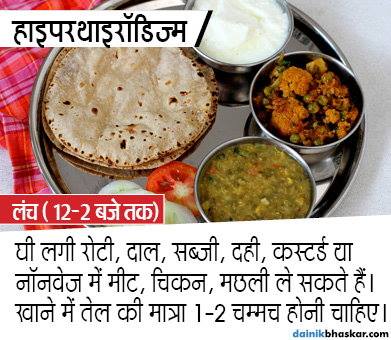 हाइपरथाइरॉडिज्म
लंच ( 12-2 बजे तक)
घी लगी रोटी, दाल, सब्जी, दही, कस्टर्ड द्या
नॉनवेज में मीट, चिकन, मछली ले सकते हैं।
खाने में तेल की मात्रा 1-2 चम्मच होनी चाहिए।
dainikbhaskar.com